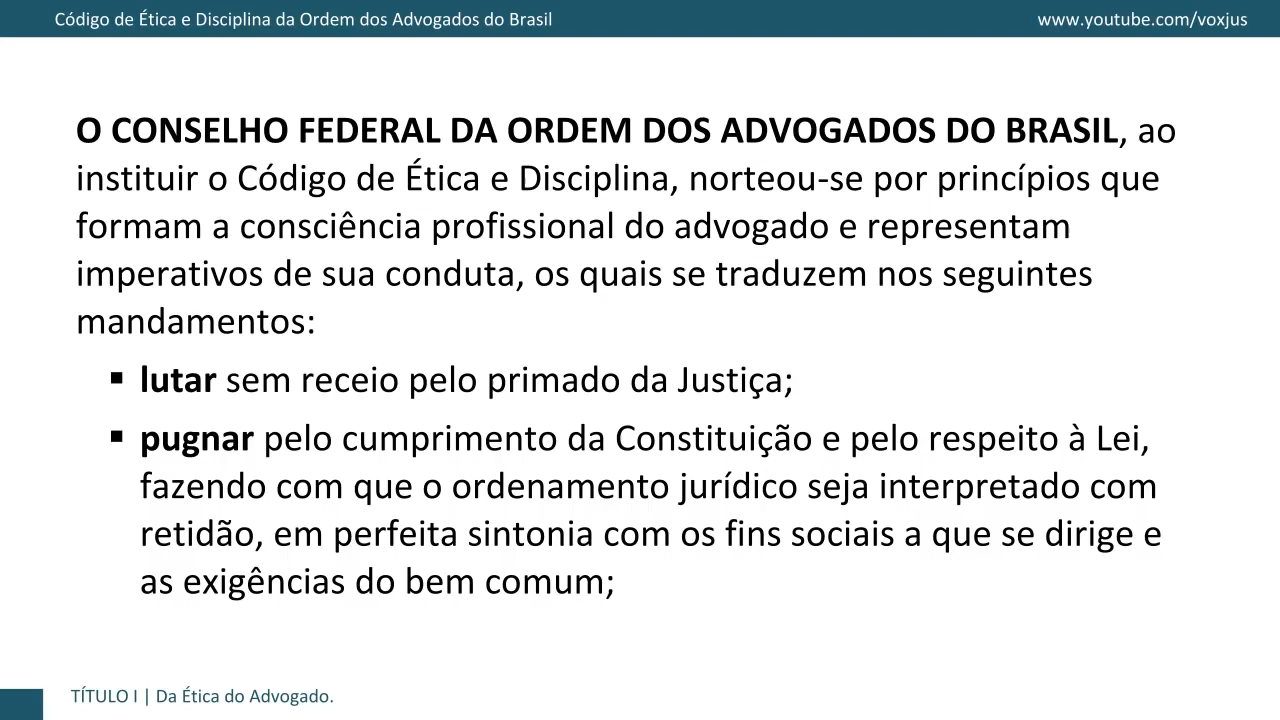 Código de Ética e Disciplina da Ordem dos Advogados do Brasil
www.youtube.com/voxjus
O CONSELHO FEDERAL DA ORDEM DOS ADVOGADOS DO BRASIL, ao
instituir o Código de Ética e Disciplina, norteou-se por princípios que
formam a consciência profissional do advogado e representam
imperativos de sua conduta, os quais se traduzem nos seguintes
mandamentos:
▪ lutar sem receio pelo primado da Justiça;
▪ pugnar pelo cumprimento da Constituição e pelo respeito à Lei,
fazendo com que o ordenamento jurídico seja interpretado com
retidão, em perfeita sintonia com os fins sociais a que se dirige e
as exigências do bem comum;
TÍTULO I | Da Ética do Advogado.